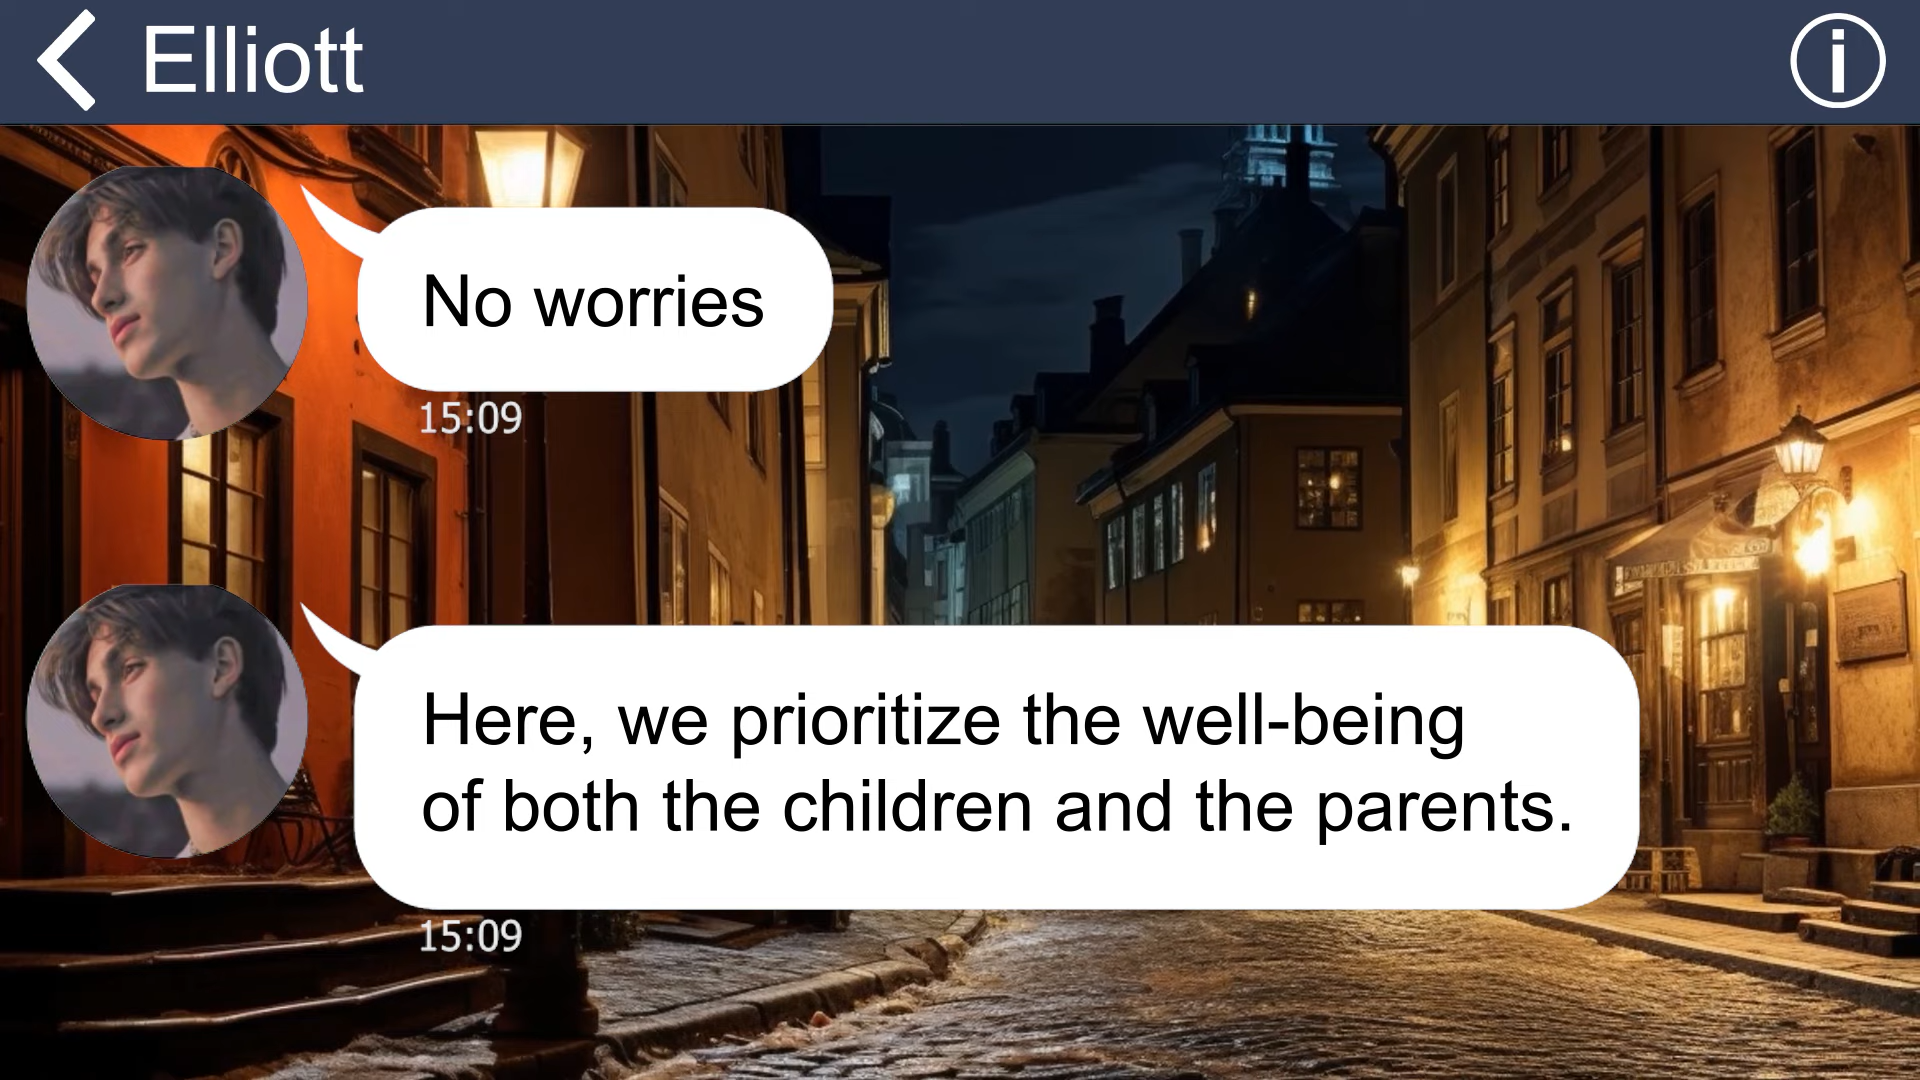 Elliott
No worries
15:09
Here, we prioritize the well-being
of both the children and the parents.
15:09